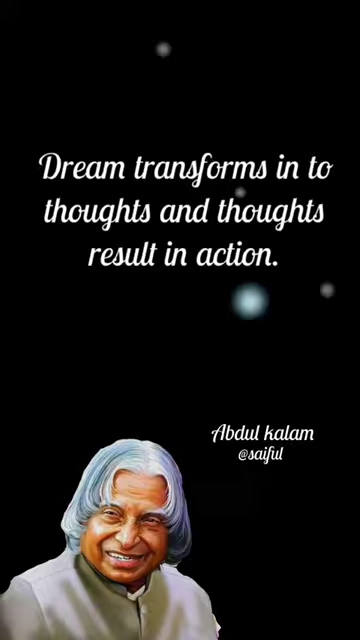 Dream transforms in to
thoughts and thoughts
result in action.
Abdul kalam
@saiful